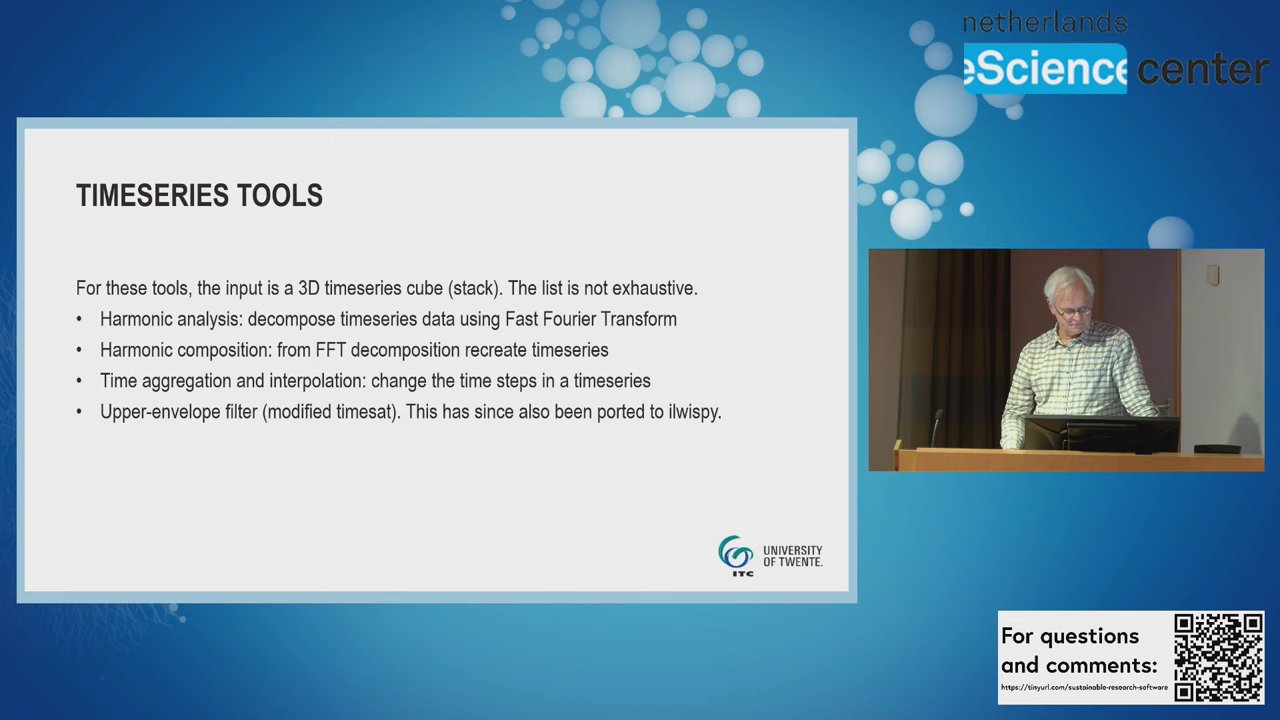 netherlands
eScience center
TIMESERIES TOOLS
For these tools, the input is a 3D timeseries cube (stack). The list is not exhaustive.
• Harmonic analysis: decompose timeseries data using Fast Fourier Transform
• Harmonic composition: from FFT decomposition recreate timeseries
• Time aggregation and interpolation: change the time steps in a timeseries
• Upper-envelope filter (modified timesat). This has since also been ported to ilwispy.
ITC
UNIVERSITY
OF TWENTE.
For questions
and comments:
https://tinyurl.com/sustainable-research-software